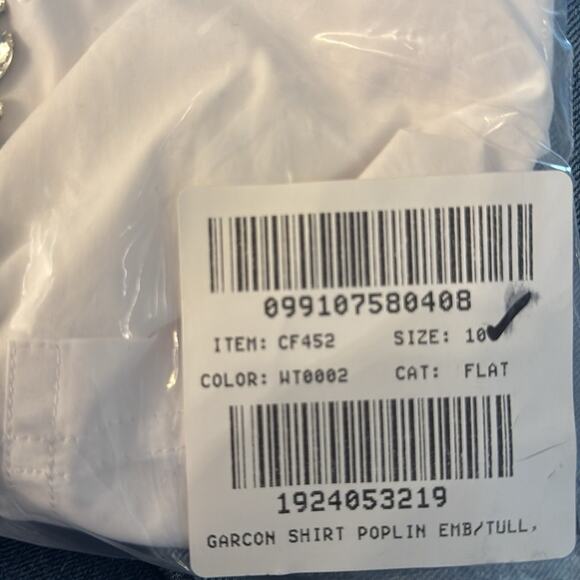 099107580408
ITEM: CF452 SIZE: 10
COLOR: WT0002 CAT: FLAT
1924053219
GARCON SHIRT POPLIN EMB/TULL,